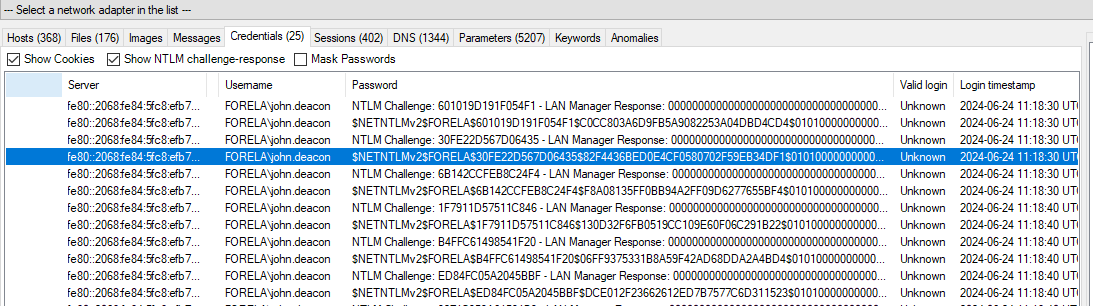 --- Select a network adapter in the list ---
Hosts (368) Files (176) Images Messages Credentials (25) Sessions (402) DNS (1344) Parameters (5207) Keywords Anomalies
Show Cookies Show NTLM challenge-response Mask Passwords
Server Username Password Valid login Login timestamp
fe80::2068:fe84:5fc8:efb7... FORELA\john.deacon NTLM Challenge: 601019D191F054F1 - LAN Manager Response: 000000000000000000000000000000... Unknown 2024-06-24 11:18:30 UTC
fe80::2068:fe84:5fc8:efb7... FORELA\john.deacon $NETNTLMv2$FORELA$601019D191F054F1$C0CC803A6D9FB5A9082253A04DBD4CD4$01010000000000... Unknown 2024-06-24 11:18:30 UTC
fe80::2068:fe84:5fc8:efb7... FORELA\john.deacon NTLM Challenge: 30FE22D567D06435 - LAN Manager Response: 000000000000000000000000000000... Unknown 2024-06-24 11:18:30 UTC
fe80::2068:fe84:5fc8:efb7... FORELA\john.deacon $NETNTLMv2$FORELA$30FE22D567D06435$82F4436BED0E4CF0580702F59EB34DF1$01010000000000... Unknown 2024-06-24 11:18:30 UTC
fe80::2068:fe84:5fc8:efb7... FORELA\john.deacon NTLM Challenge: 6B142CCFEB8C24F4 - LAN Manager Response: 000000000000000000000000000000... Unknown 2024-06-24 11:18:30 UTC
fe80::2068:fe84:5fc8:efb7... FORELA\john.deacon $NETNTLMv2$FORELA$6B142CCFEB8C24F4$F8A08135FF0BB94A2FF09D6277655BF4$01010000000000... Unknown 2024-06-24 11:18:30 UTC
fe80::2068:fe84:5fc8:efb7... FORELA\john.deacon NTLM Challenge: 1F7911D57511C846 - LAN Manager Response: 000000000000000000000000000000... Unknown 2024-06-24 11:18:40 UTC
fe80::2068:fe84:5fc8:efb7... FORELA\john.deacon $NETNTLMv2$FORELA$1F7911D57511C846$130D32F6FB0519CC109E60F06C291B22$01010000000000... Unknown 2024-06-24 11:18:40 UTC
fe80::2068:fe84:5fc8:efb7... FORELA\john.deacon NTLM Challenge: B4FFC61498541F20 - LAN Manager Response: 000000000000000000000000000000... Unknown 2024-06-24 11:18:40 UTC
fe80::2068:fe84:5fc8:efb7... FORELA\john.deacon $NETNTLMv2$FORELA$B4FFC61498541F20$06FF9375331B8A59F42AD68DDA2A4BD4$01010000000000... Unknown 2024-06-24 11:18:40 UTC
fe80::2068:fe84:5fc8:efb7... FORELA\john.deacon NTLM Challenge: ED84FC05A2045BBF - LAN Manager Response: 000000000000000000000000000000... Unknown 2024-06-24 11:18:40 UTC
fe80::2068:fe84:5fc8:efb7... FORELA\john.deacon $NETNTLMv2$FORELA$ED84FC05A2045BBF$DCE012F23662612ED7B7577C6D311523$01010000000000... Unknown 2024-06-24 11:18:40 UTC